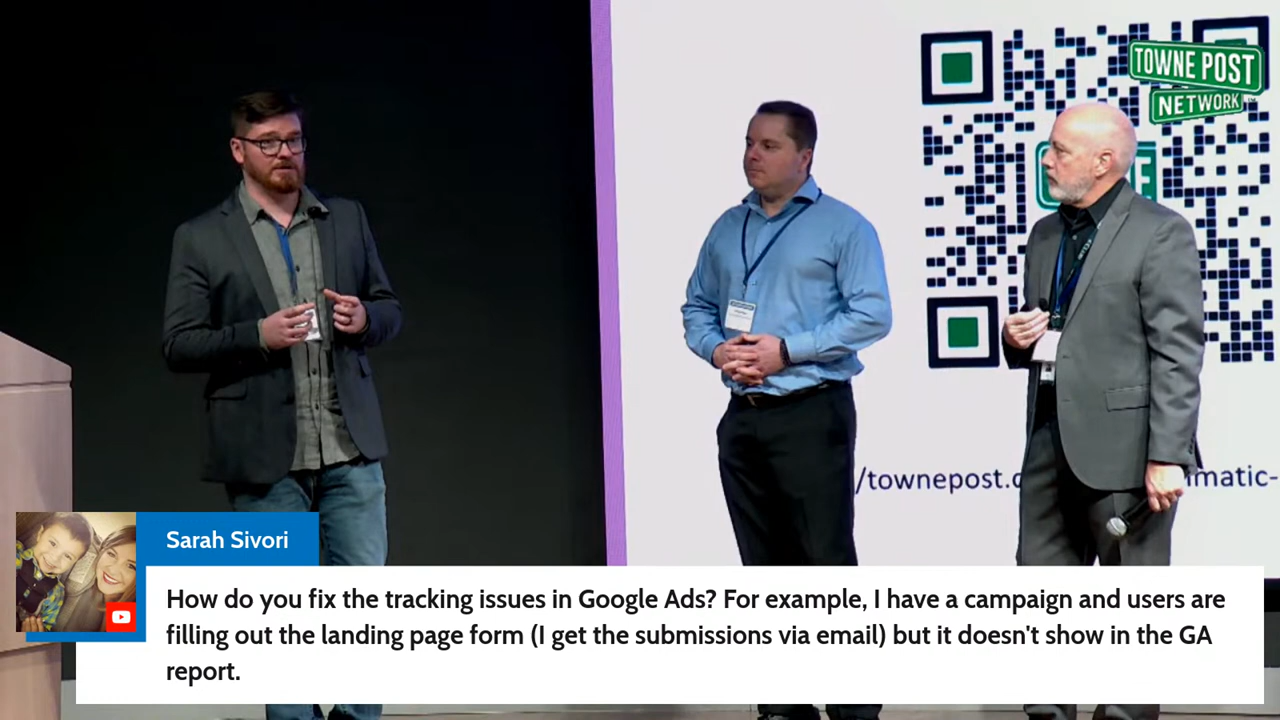 TOWNE POST
NETWORK
/townepost.
matic-
Sarah Sivori
How do you fix the tracking issues in Google Ads? For example, I have a campaign and users are
filling out the landing page form (I get the submissions via email) but it doesn't show in the GA
report.